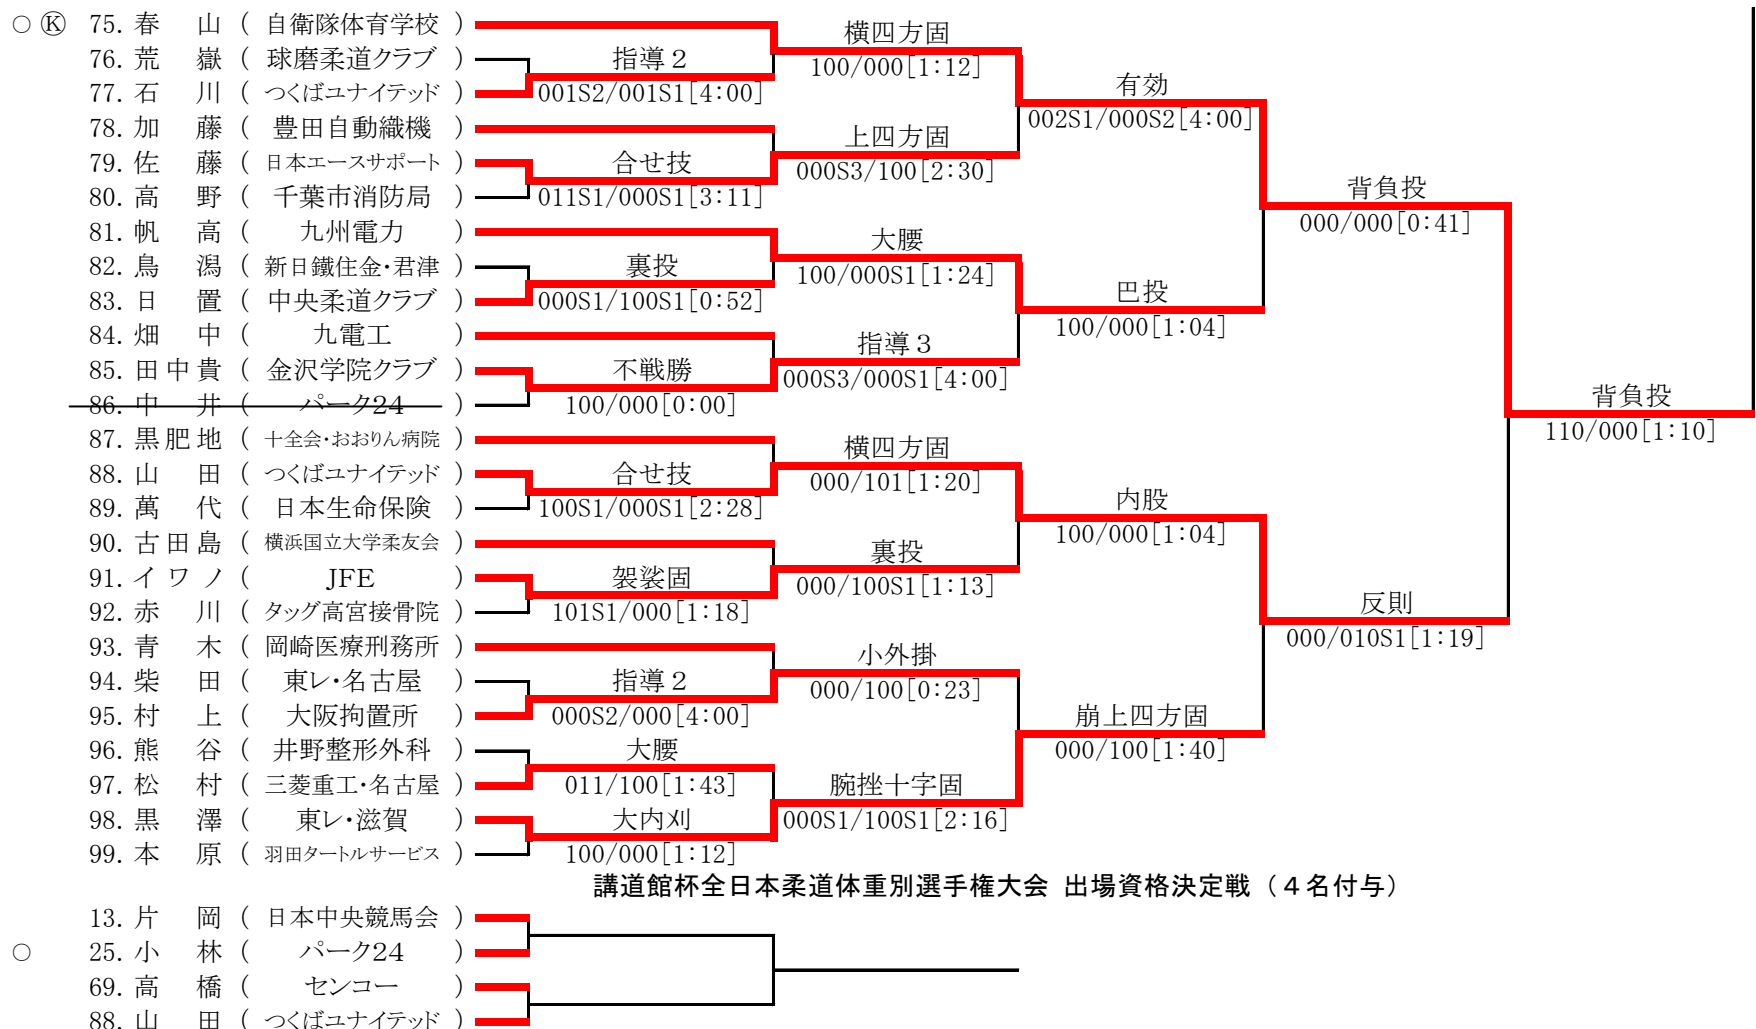 ○ Ⓚ 75. 春 山 ( 自衛隊体育学校 )
横四方固
76. 荒 嶽 ( 球磨柔道クラブ ) 指導2
100/000[1:12]
77. 石 川 ( つくばユナイテッド ) 001S2/001S1[4:00]
有効
002S1/000S2[4:00]
78. 加 藤 ( 豊田自動織機 )
上四方固
79. 佐 藤 ( 日本エースサポート ) 合せ技
000S3/100[2:30]
80. 高 野 ( 千葉市消防局 ) 011S1/000S1[3:11]
背負投
000/000[0:41]
81. 帆 高 ( 九州電力 )
大腰
82. 鳥 潟 ( 新日鐵住金・君津 ) 裏投
100/000S1[1:24]
83. 日 置 ( 中央柔道クラブ ) 000S1/100S1[0:52]
巴投
100/000[1:04]
84. 畑 中 ( 九電工 )
指導3
85. 田中貴 ( 金沢学院クラブ ) 不戦勝
000S3/000S1[4:00]
86. 中 井 ( パーク24 ) 100/000[0:00]
背負投
110/000[1:10]
87. 黒肥地 ( 十全会・おおりん病院 )
横四方固
88. 山 田 ( つくばユナイテッド ) 合せ技
000/101[1:20]
89. 萬 代 ( 日本生命保険 ) 100S1/000S1[2:28]
内股
100/000[1:04]
90. 古田島 ( 横浜国立大学柔友会 )
裏投
91. イワノ ( JFE ) 袈裟固
000/100S1[1:13]
92. 赤 川 ( タッグ高宮接骨院 ) 101S1/000[1:18]
反則
000/010S1[1:19]
93. 青 木 ( 岡崎医療刑務所 )
小外掛
94. 柴 田 ( 東レ・名古屋 ) 指導2
000/100[0:23]
95. 村 上 ( 大阪拘置所 ) 000S2/000[4:00]
崩上四方固
000/100[1:40]
96. 熊 谷 ( 井野整形外科 ) 大腰
97. 松 村 ( 三菱重工・名古屋 ) 011/100[1:43]
腕挫十字固
98. 黒 澤 ( 東レ・滋賀 ) 大内刈
000S1/100S1[2:16]
99. 本 原 ( 羽田タートルサービス ) 100/000[1:12]
講道館杯全日本柔道体重別選手権大会 出場資格決定戦（４名付与）
13. 片 岡 ( 日本中央競馬会 )
○ 25. 小 林 ( パーク24 )
69. 高 橋 ( センコー )
88. 山 田 ( つくばユナイテッド )